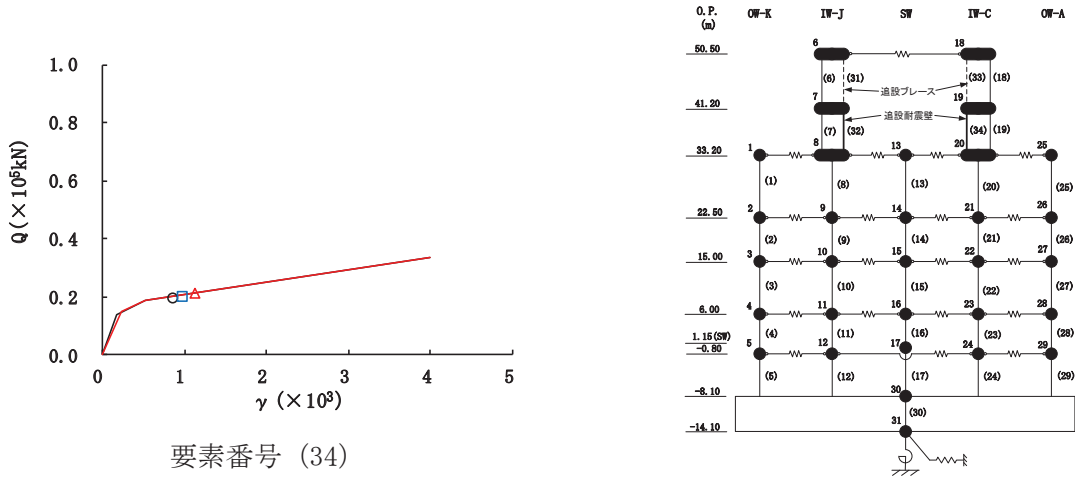 1.0
0.8
0.6
0.4
0.2
0.0
Q(×10⁵kN)
0 1 2 3 4 5
γ (×10³)
要素番号 (34)
O.P. OW-K IW-J SW IW-C OW-A
(m)
50.50 6 18
(6) (31) (33) (18)
追設ブレース
41.20 7 19
追設耐震壁
(7) (32) (34) (19)
33.20 1 8 13 20 25
(1) (8) (13) (20) (25)
22.50 2 9 14 21 26
(2) (9) (14) (21) (26)
15.00 3 10 15 22 27
(3) (10) (15) (22) (27)
6.00 4 11 16 23 28
(4) (11) (16) (23) (28)
1.15(SW) 17
-0.80 5 12 24 29
(5) (12) (17) (24) (29)
-8.10 30
(30)
-14.10 31